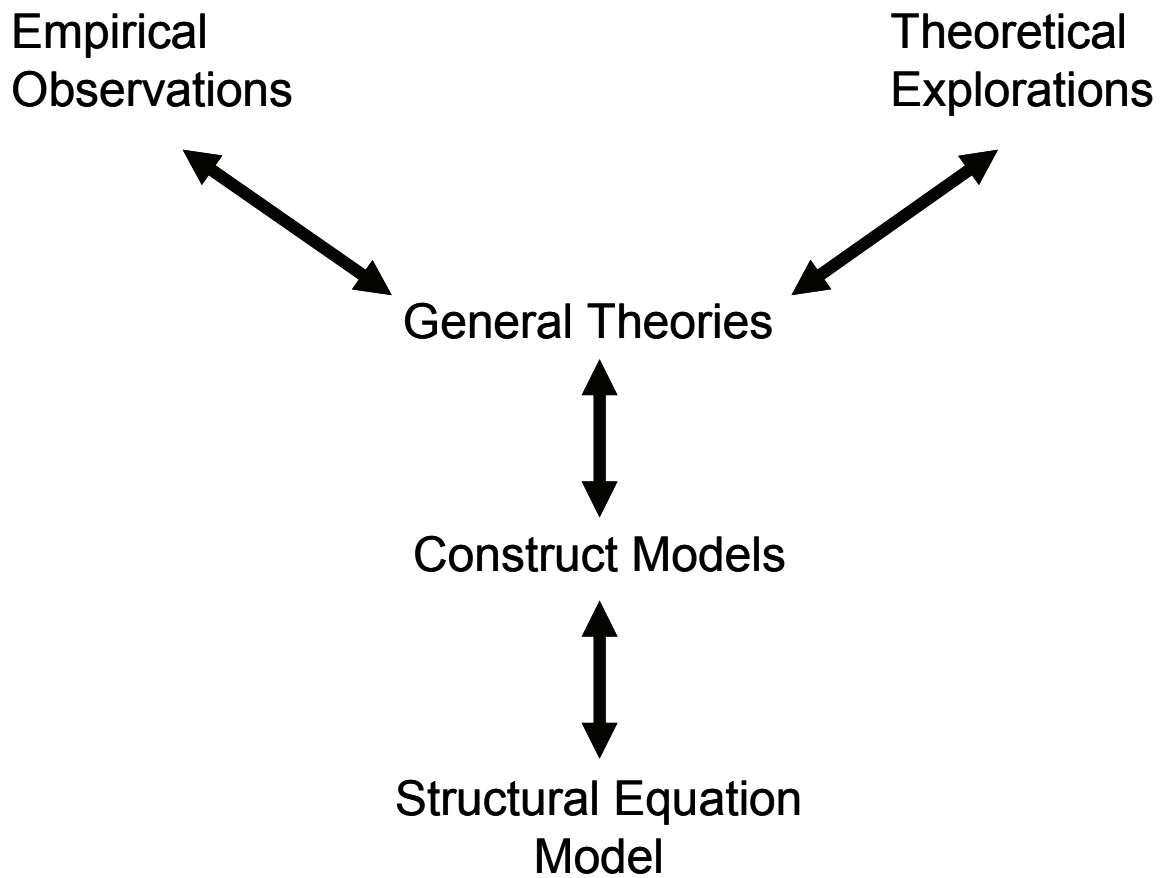 Empirical
Observations
Theoretical
Explorations
General Theories
Construct Models
Structural Equation
Model